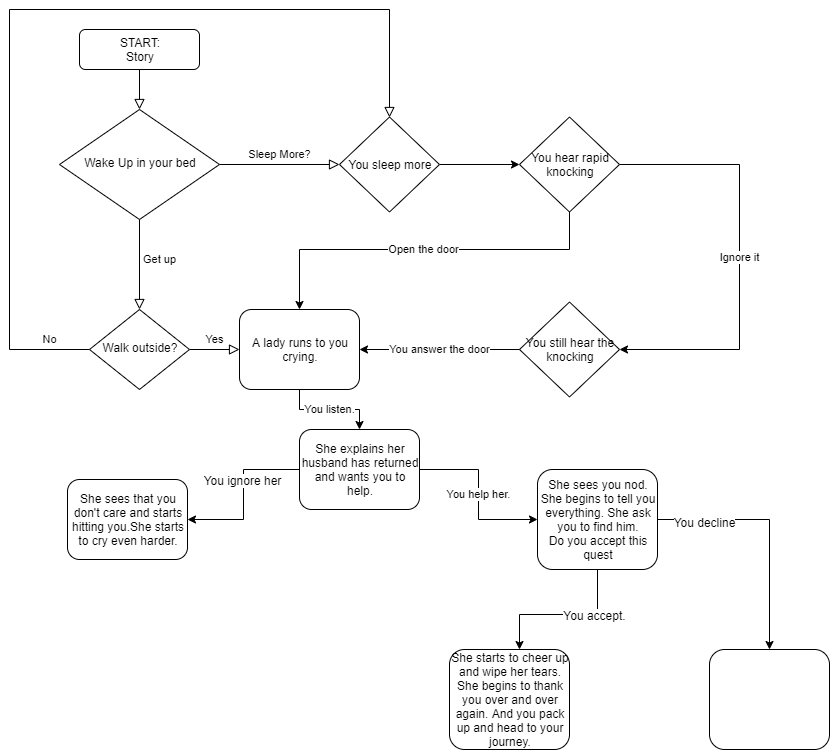 START:
Story
Wake Up in your bed
Sleep More?
You sleep more
You hear rapid
knocking
Open the door
Ignore it
Get up
Walk outside?
No
Yes
A lady runs to you
crying.
You answer the door
You still hear the
knocking
You listen.
She explains her
husband has returned
and wants you to
help.
You ignore her
She sees that you
don't care and starts
hitting you.She starts
to cry even harder.
You help her.
She sees you nod.
She begins to tell you
everything. She ask
you to find him.
Do you accept this
quest
You decline
You accept.
She starts to cheer up
and wipe her tears.
She begins to thank
you over and over
again. And you pack
up and head to your
journey.